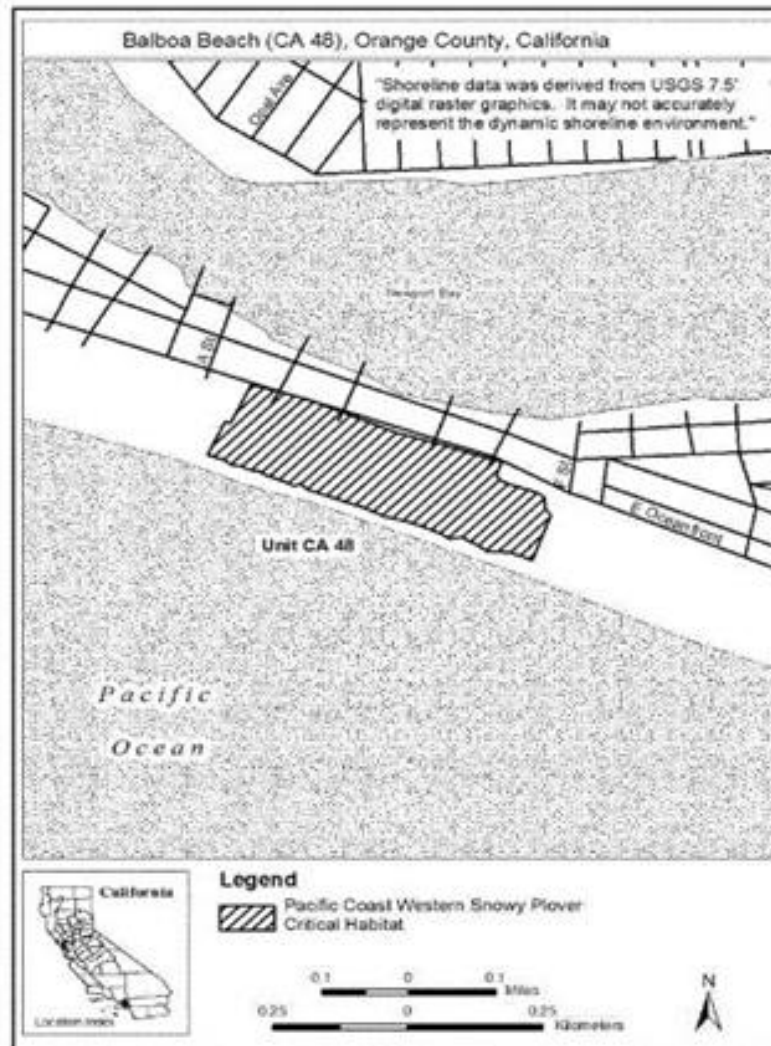 Balboa Beach (CA 48), Orange County, California
"Shoreline data was derived from USGS 7.5'
digital raster graphics. It may not accurately
represent the dynamic shoreline environment."
Opal Ave
Newport Bay
A St
F St
E Oceanfront
Unit CA 48
Pacific
Ocean
California
Location Index
Legend
Pacific Coast Western Snowy Plover
Critical Habitat
0.1 0 0.1
Miles
0.25 0 0.25
Kilometers
N